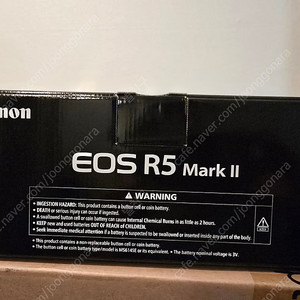 non
EOS R5 Mark II
⚠ WARNING
• INGESTION HAZARD: This product contains a button cell or coin battery.
• DEATH or serious injury can occur if ingested.
• A swallowed button cell or coin battery can cause Internal Chemical Burns in as little as 2 hours.
• KEEP new and used batteries OUT OF REACH OF CHILDREN.
• Seek immediate medical attention if a battery is suspected to be swallowed or inserted inside any part of the body.
• This product contains a non-replaceable button cell or coin battery.
• The button cell or coin battery type/model is MS614SE or its equivalent. • The battery nominal voltage is 3V.
cafe.naver.com/joonggonara